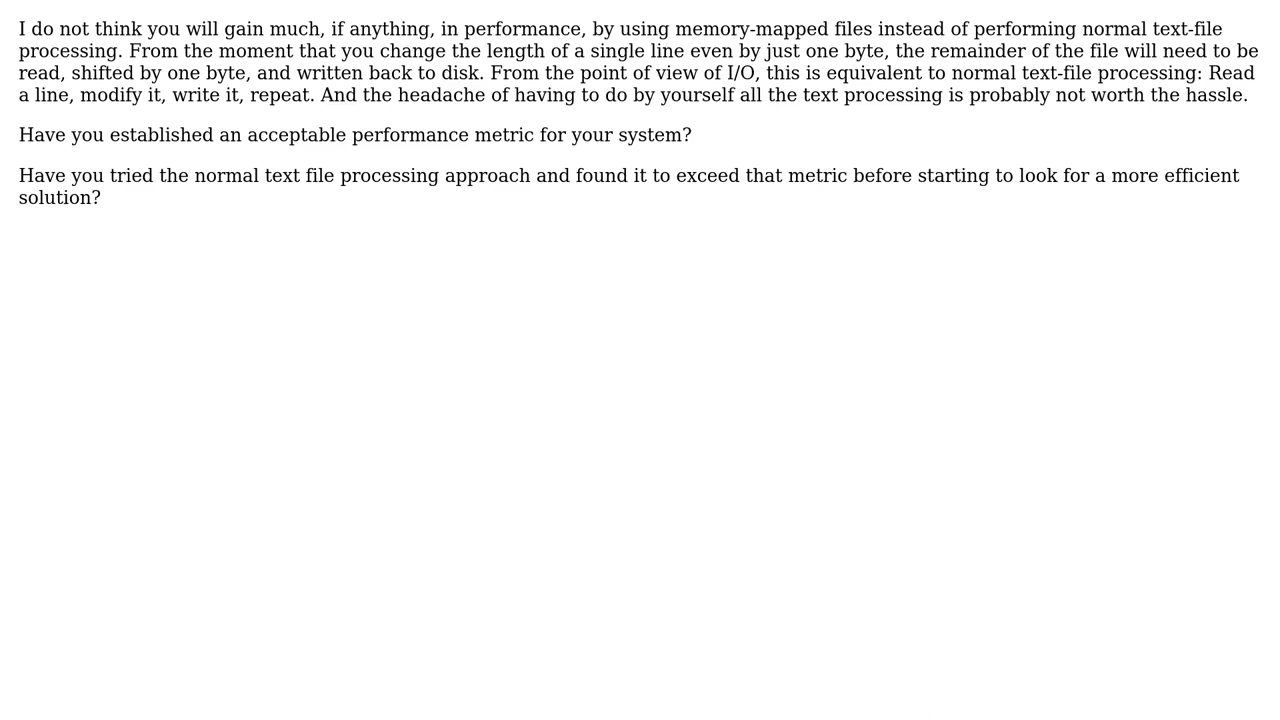 I do not think you will gain much, if anything, in performance, by using memory-mapped files instead of performing normal text-file
processing. From the moment that you change the length of a single line even by just one byte, the remainder of the file will need to be
read, shifted by one byte, and written back to disk. From the point of view of I/O, this is equivalent to normal text-file processing: Read
a line, modify it, write it, repeat. And the headache of having to do by yourself all the text processing is probably not worth the hassle.
Have you established an acceptable performance metric for your system?
Have you tried the normal text file processing approach and found it to exceed that metric before starting to look for a more efficient
solution?